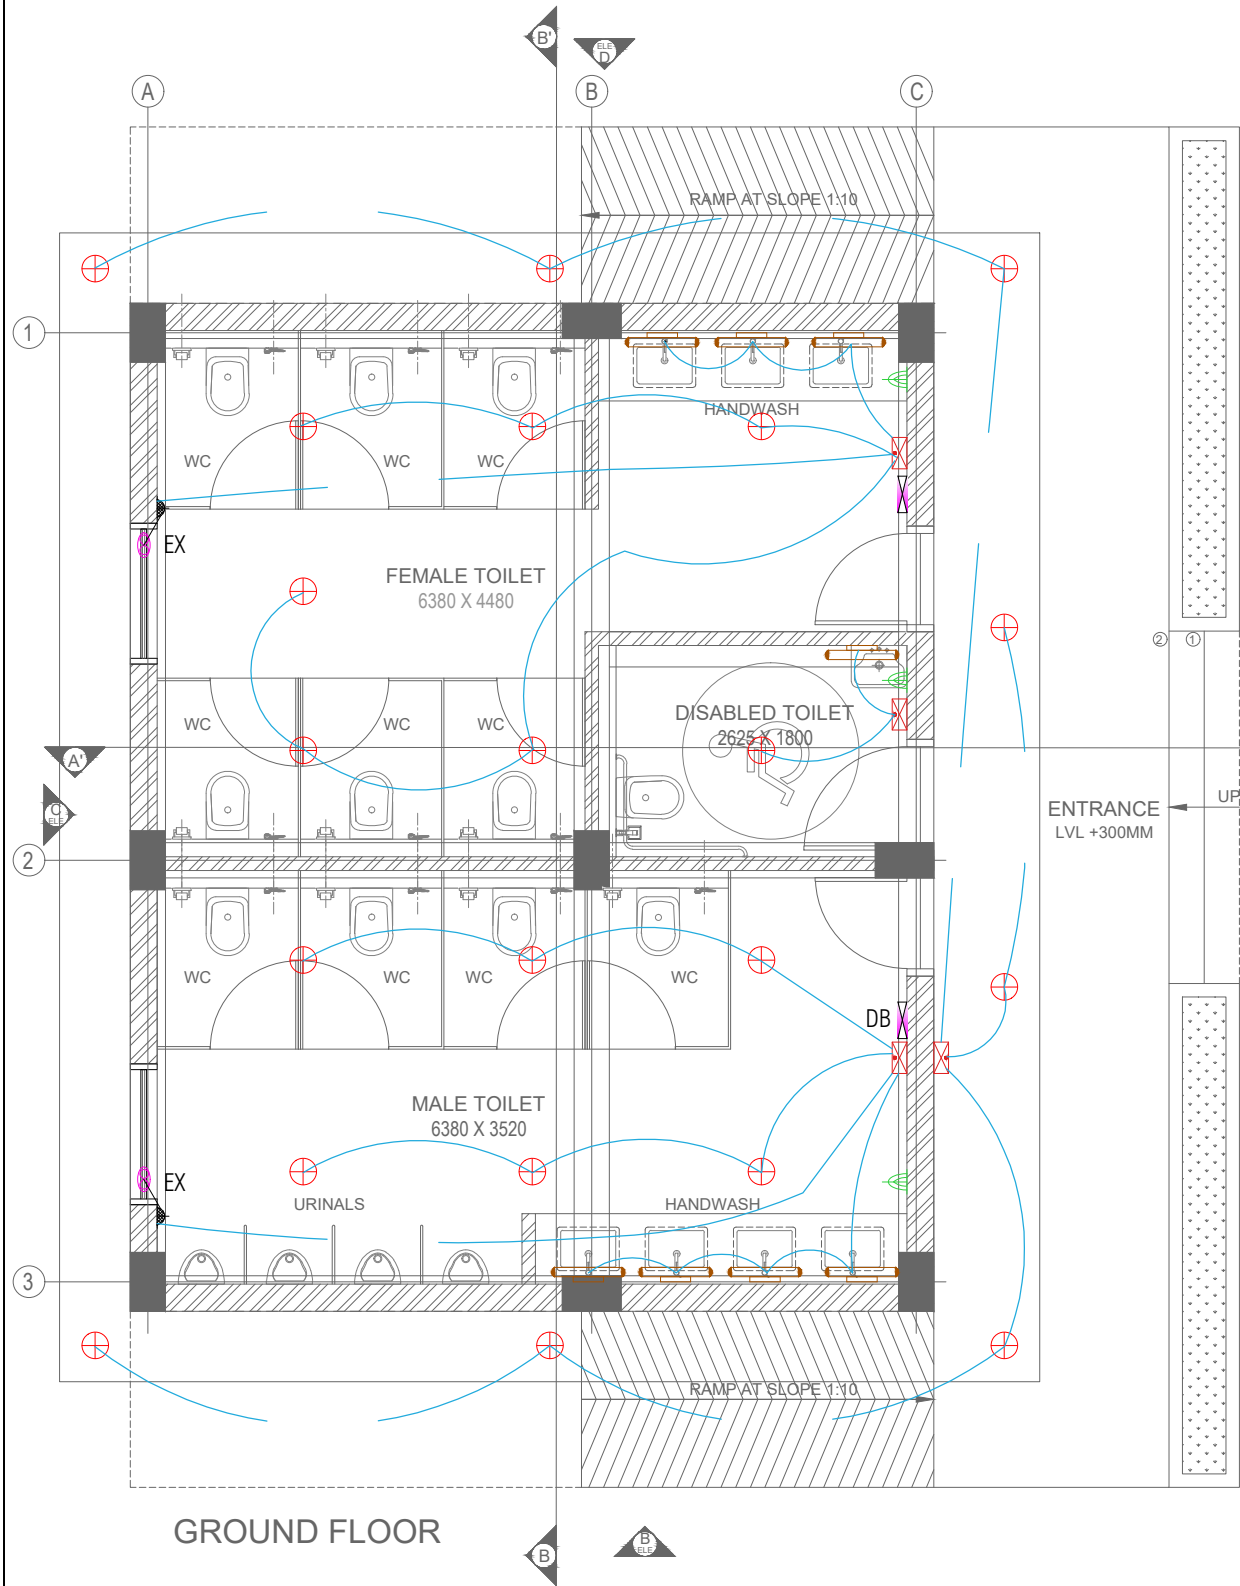 B'
ELE
D
A
B
C
RAMP AT SLOPE 1:10
1
HANDWASH
WC
WC
WC
EX
FEMALE TOILET
6380 X 4480
2
1
WC
WC
WC
DISABLED TOILET
2625 X 1800
A'
C
ELE
UP
ENTRANCE
LVL +300MM
2
WC
WC
WC
WC
DB
MALE TOILET
6380 X 3520
EX
URINALS
HANDWASH
3
RAMP AT SLOPE 1:10
GROUND FLOOR
B
B
ELE